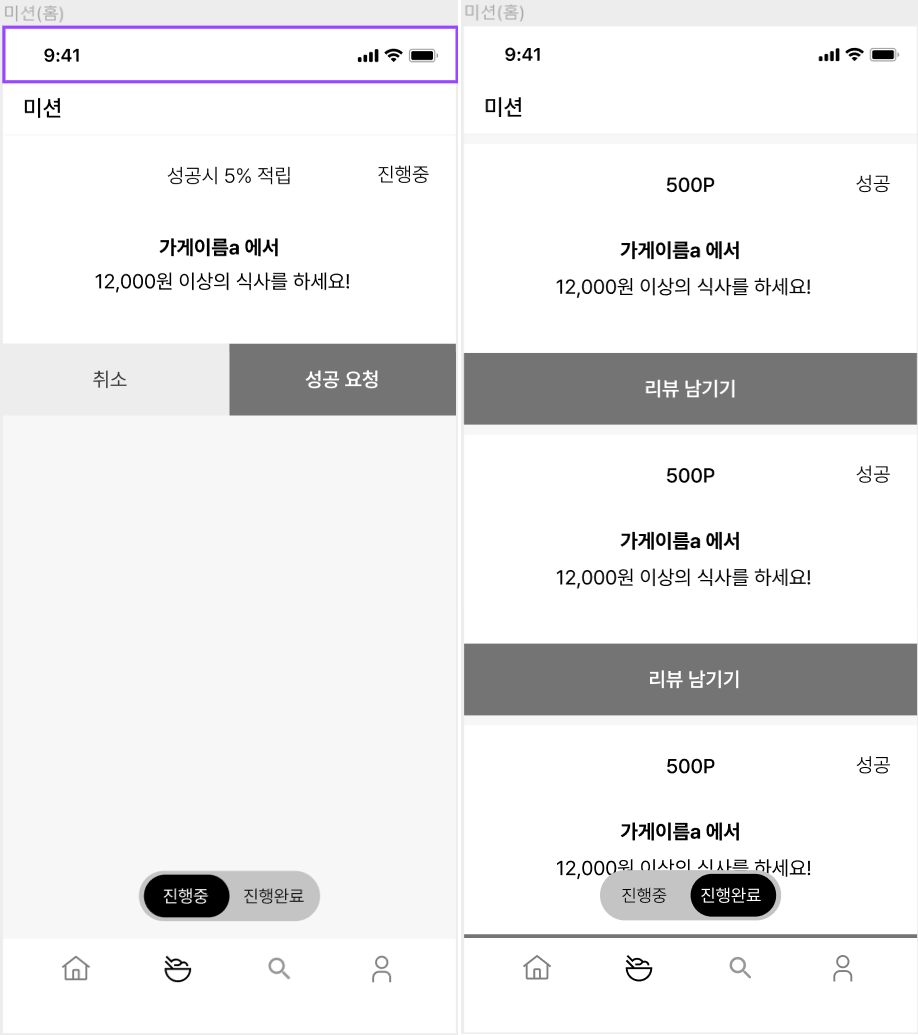 미션(홈)
9:41
미션
성공시 5% 적립
진행중
가게이름a 에서
12,000원 이상의 식사를 하세요!
취소
성공 요청
진행중
진행완료
미션(홈)
9:41
미션
500P
성공
가게이름a 에서
12,000원 이상의 식사를 하세요!
리뷰 남기기
500P
성공
가게이름a 에서
12,000원 이상의 식사를 하세요!
리뷰 남기기
500P
성공
가게이름a 에서
12,000원 이상의 식사를 하세요!
진행중
진행완료